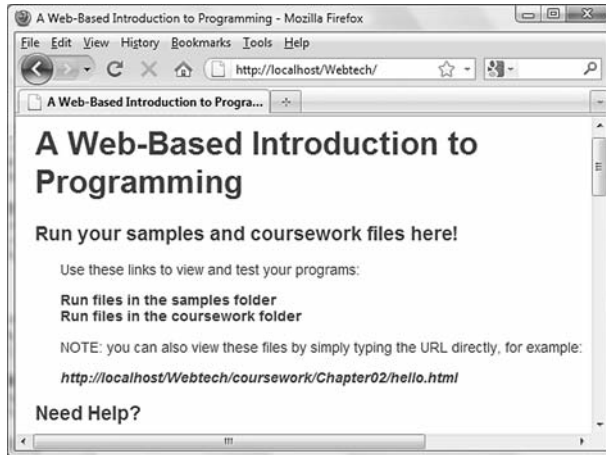 A Web-Based Introduction to Programming - Mozilla Firefox
File Edit View History Bookmarks Tools Help
http://localhost/Webtech/
A Web-Based Introduction to Progra...
A Web-Based Introduction to
Programming
Run your samples and coursework files here!
Use these links to view and test your programs:
Run files in the samples folder
Run files in the coursework folder
NOTE: you can also view these files by simply typing the URL directly, for example:
http://localhost/Webtech/coursework/Chapter02/hello.html
Need Help?